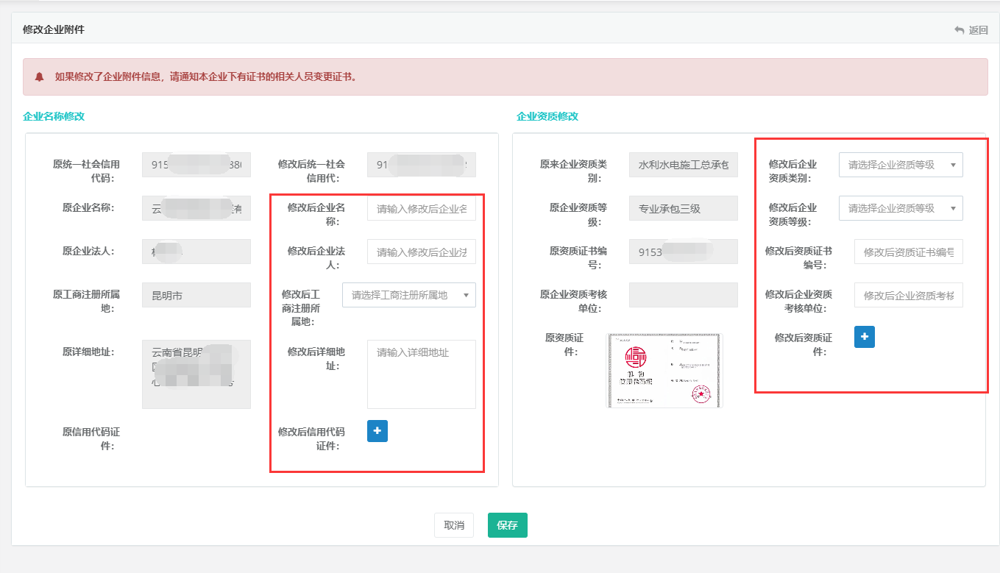 修改企业附件
返回
如果修改了企业附件信息，请通知本企业下有证书的相关人员变更证书。
企业名称修改
原统一社会信用
代码：
915
修改后统一社会
信用代：
91
原企业名称：
云
有
修改后企业名
称：
请输入修改后企业名
原企业法人：
修改后企业法
人：
请输入修改后企业法
原工商注册所属
地：
昆明市
修改后工
商注册所
属地：
请选择工商注册所属地
原详细地址：
云南省昆明
心
修改后详细地
址：
请输入详细地址
原信用代码证
件：
修改后信用代码
证件：
企业资质修改
原来企业资质类
别：
水利水电施工总承包
修改后企业
资质类别：
请选择企业资质等级
原企业资质等
级：
专业承包三级
修改后企业
资质等级：
请选择企业资质等级
原资质证书编
号：
9153
修改后资质证书
编号：
修改后资质证书编号
原企业资质考核
单位：
修改后企业资质
考核单位：
修改后企业资质考核
原资质证
件：
机 构
信用代码证
修改后资质证
件：
取消
保存